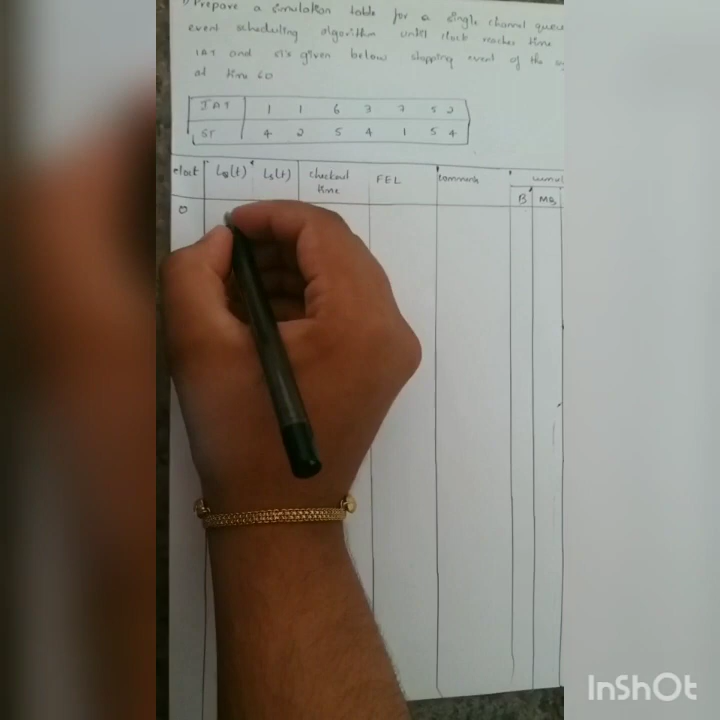 1) Prepare a simulation table for a single channel queue
event scheduling algorithm until clock reaches time
IAT and given below stopping event of the
at time 60
IAT 1 1 6 3 7 5 2
ST 4 2 5 4 1 5 4
clock LQ(t) LS(t) checkout time FEL comments
B MQ
0
InShOt